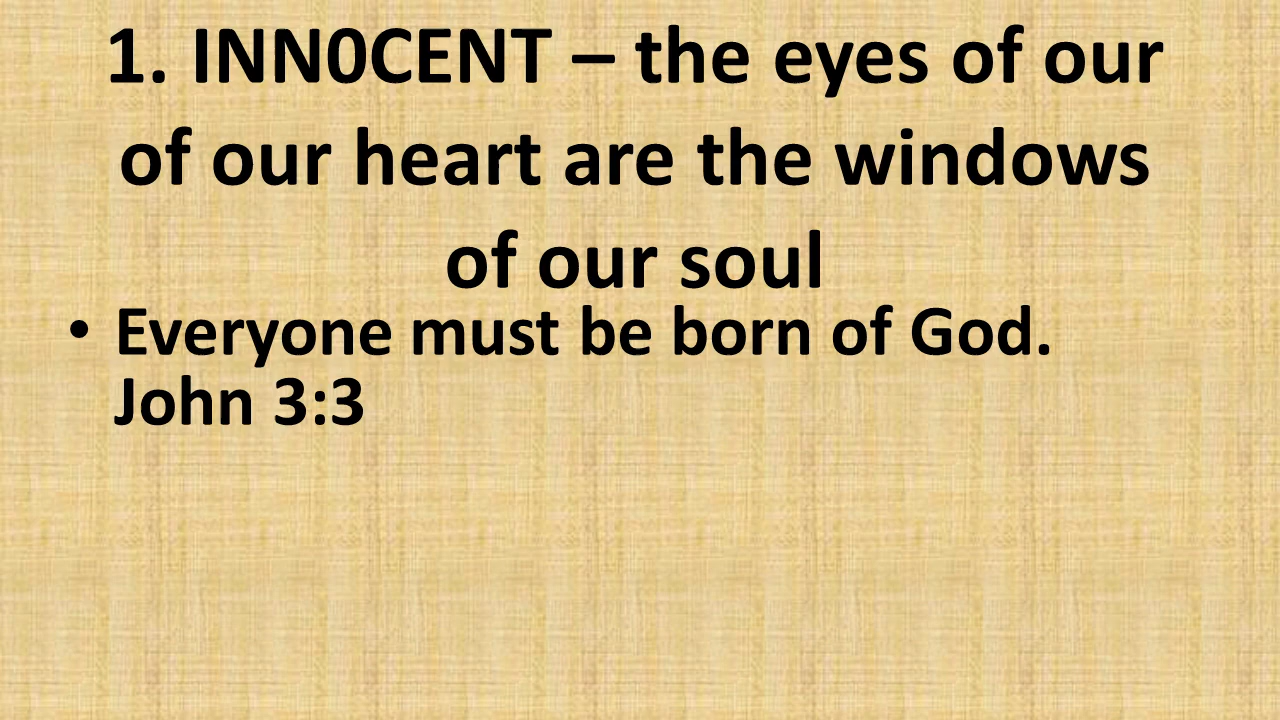 1. INN0CENT – the eyes of our
of our heart are the windows
of our soul
• Everyone must be born of God.
John 3:3